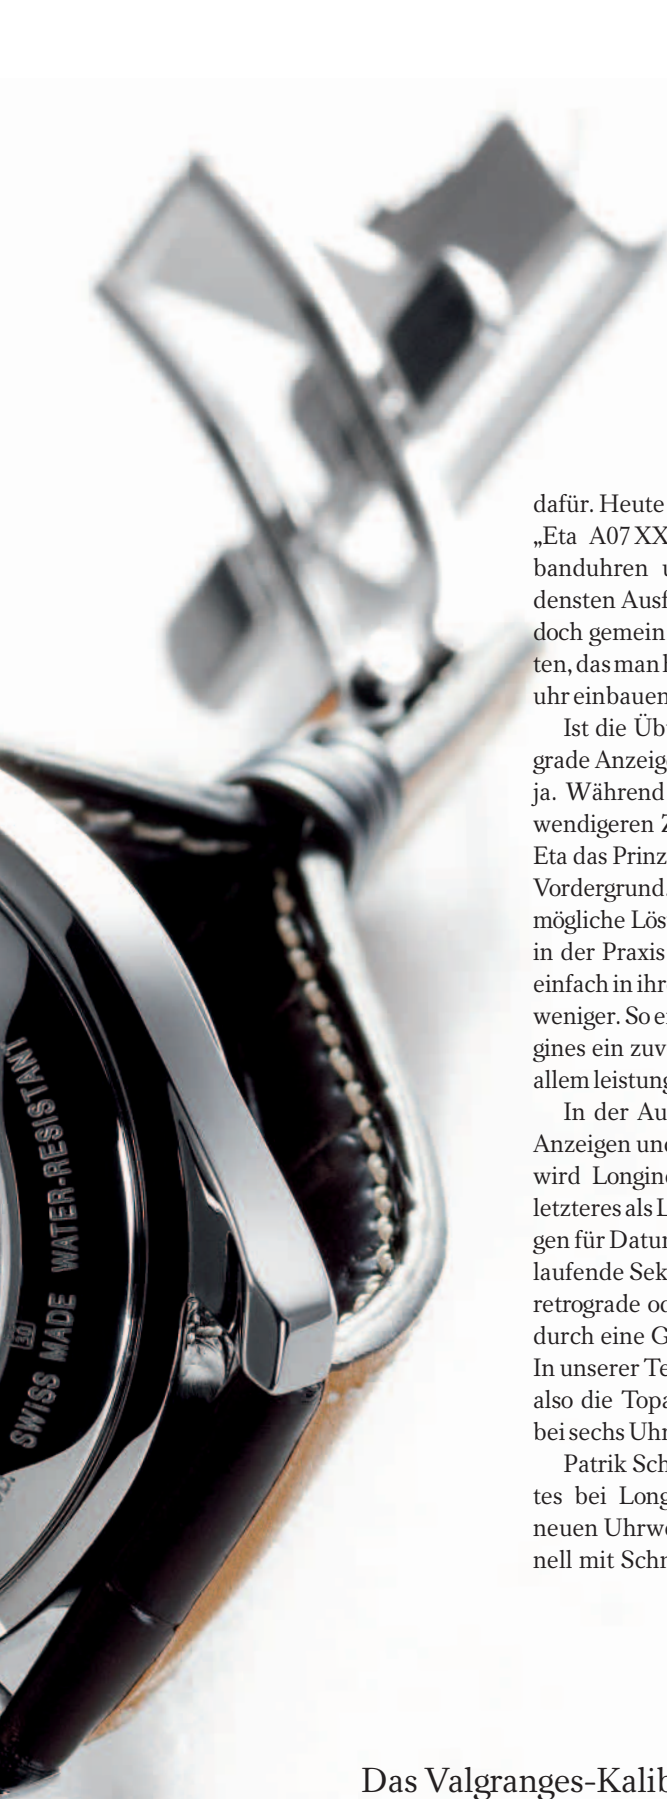 dafür. Heute
„Eta A07 XX
banduhren
densten Ausf
doch gemein
ten, das man
uhr einbauen
Ist die Üb
grade Anzeig
ja. Während
wendigeren Z
Eta das Prinz
Vordergrund.
mögliche Lös
in der Praxis
einfach in ihr
weniger. So e
gines ein zuv
allem leistung
In der Au
Anzeigen und
wird Longin
letzteres als L
gen für Datum
laufende Sek
retrograde od
durch eine G
In unserer Te
also die Topa
bei sechs Uhr
Patrik Sch
tes bei Long
neuen Uhrwe
nell mit Schn
SWISS MADE 30 WATER-RESISTANT
Das Valgranges-Kalib